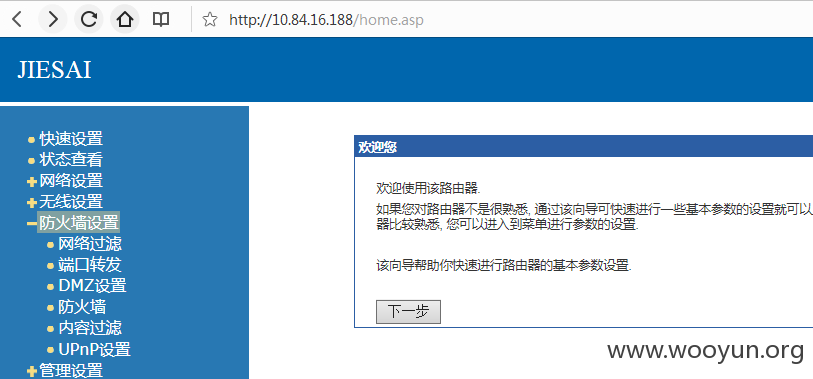 http://10.84.16.188/home.asp
JIESAI
快速设置
状态查看
网络设置
无线设置
防火墙设置
网络过滤
端口转发
DMZ设置
防火墙
内容过滤
UPnP设置
管理设置
欢迎您
欢迎使用该路由器.
如果您对路由器不是很熟悉, 通过该向导可快速进行一些基本参数的设置就可以
器比较熟悉, 您可以进入到菜单进行参数的设置.
该向导帮助你快速进行路由器的基本参数设置.
下一步
www.wooyun.org